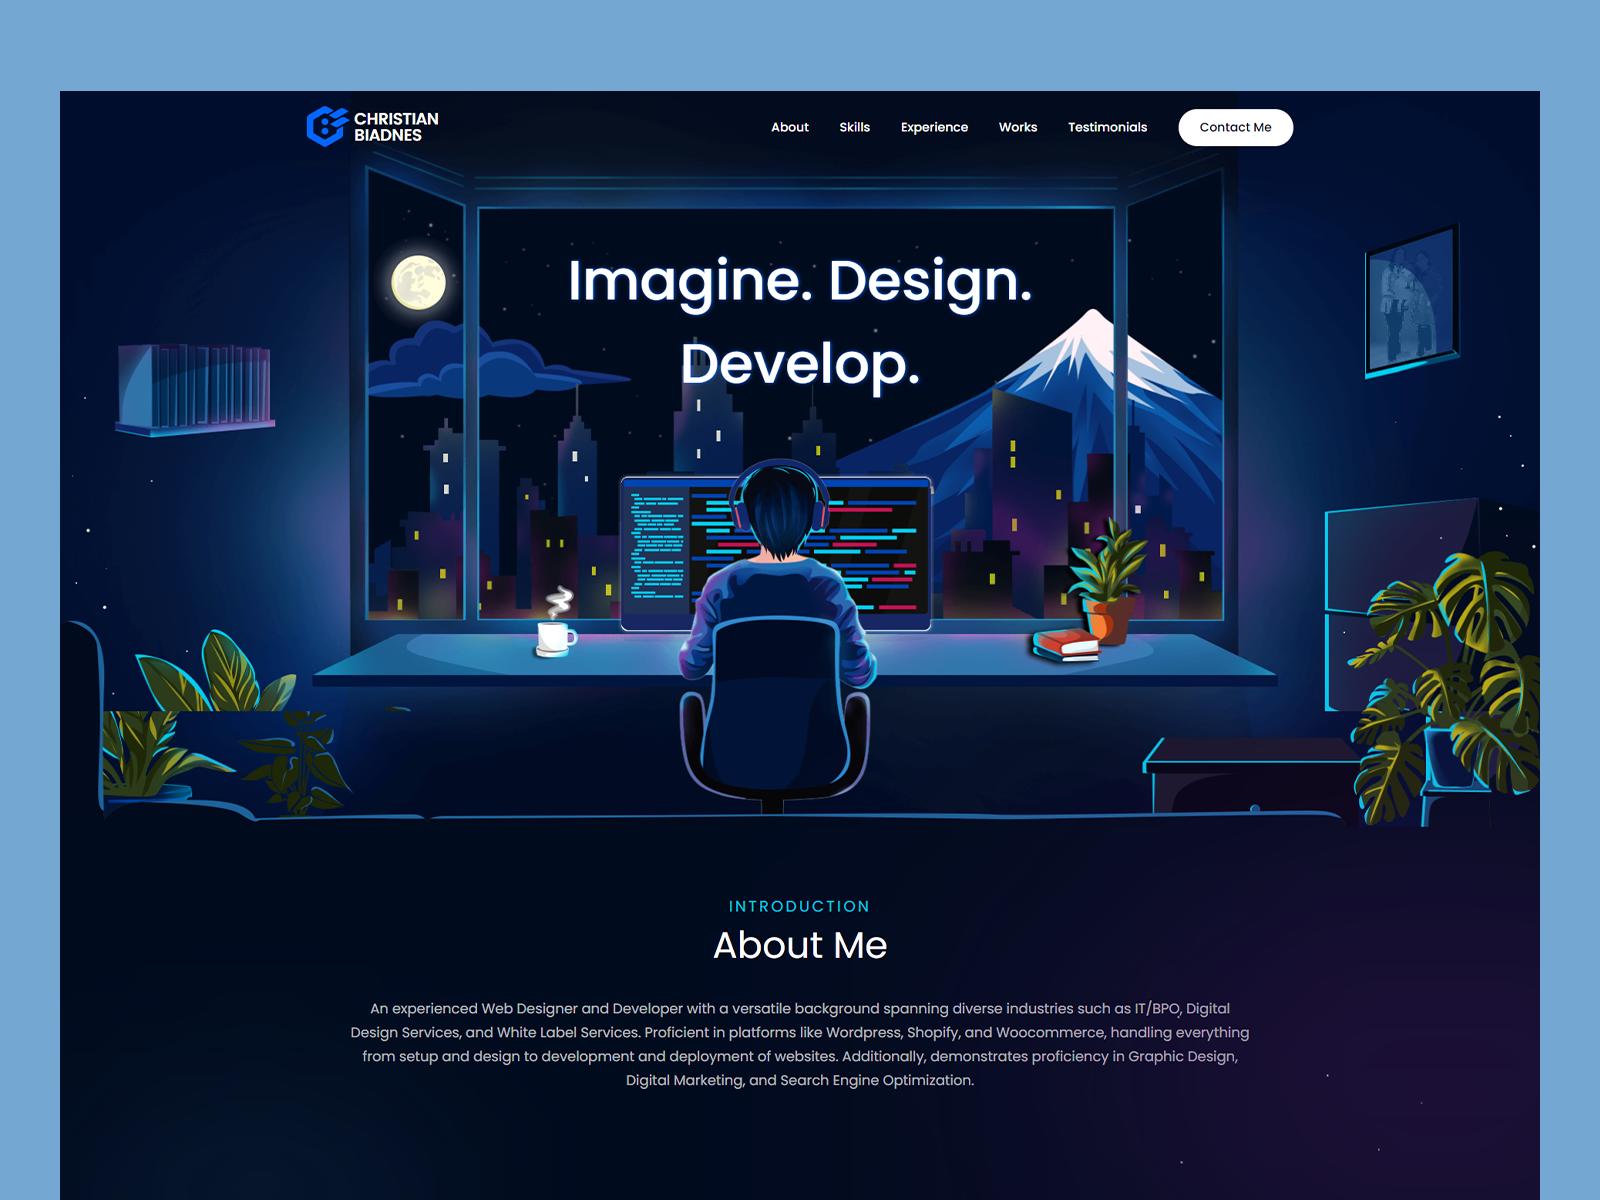 CHRISTIAN
BIADNES
About Skills Experience Works Testimonials Contact Me
Imagine. Design.
Develop.
INTRODUCTION
About Me
An experienced Web Designer and Developer with a versatile background spanning diverse industries such as IT/BPO, Digital
Design Services, and White Label Services. Proficient in platforms like Wordpress, Shopify, and Woocommerce, handling everything
from setup and design to development and deployment of websites. Additionally, demonstrates proficiency in Graphic Design,
Digital Marketing, and Search Engine Optimization.